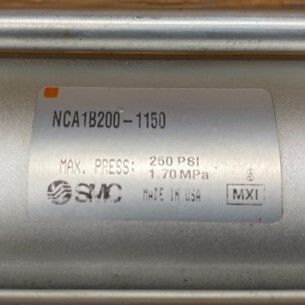 NCA1B200-1150
MAX. PRESS: 250 PSI
1.70 MPa
SMC MADE IN USA MXI